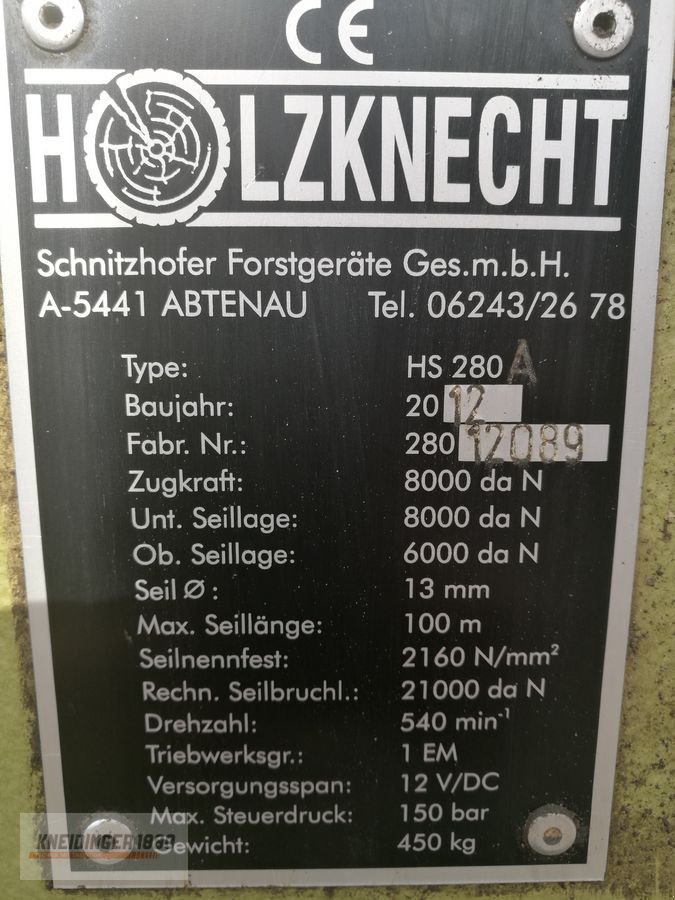 CE
HOLZKNECHT
Schnitzhofer Forstgeräte Ges.m.b.H.
A-5441 ABTENAU Tel. 06243/26 78
Type: HS 280 A
Baujahr: 2012
Fabr. Nr.: 280 12089
Zugkraft: 8000 da N
Unt. Seillage: 8000 da N
Ob. Seillage: 6000 da N
Seil Ø : 13 mm
Max. Seillänge: 100 m
Seilnennfest: 2160 N/mm²
Rechn. Seilbruchl.: 21000 da N
Drehzahl: 540 min⁻¹
Triebwerksgr.: 1 EM
Versorgungsspan: 12 V/DC
Max. Steuerdruck: 150 bar
Gewicht: 450 kg
KNEIDINGER